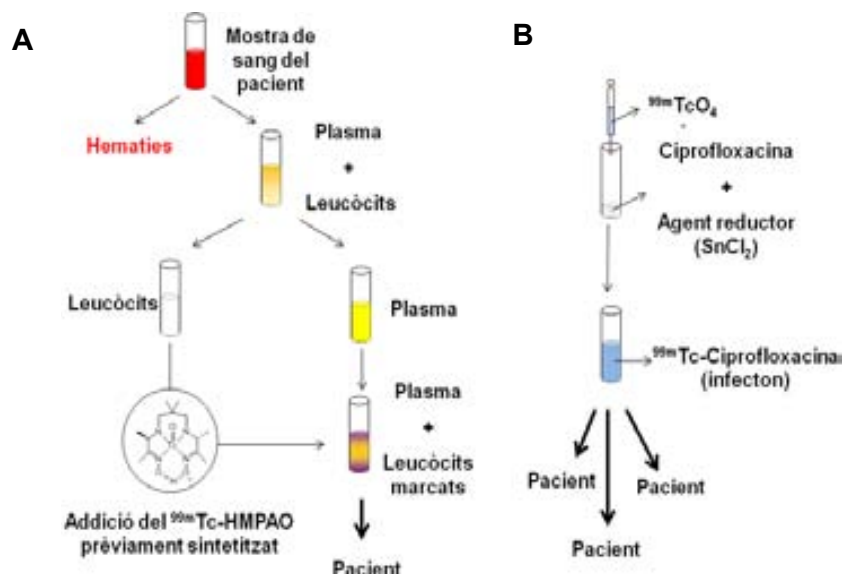 A
Mostra de
sang del
pacient
Hematies
Plasma
+
Leucòcits
Leucòcits
Plasma
Plasma
+
Leucòcits
marcats
Addició del ⁹⁹ᵐTc-HMPAO
prèviament sintetitzat
Pacient
B
⁹⁹ᵐTcO₄
-
Ciprofloxacina
+
Agent reductor
(SnCl₂)
⁹⁹ᵐTc-Ciprofloxacina
(infecton)
Pacient
Pacient
Pacient